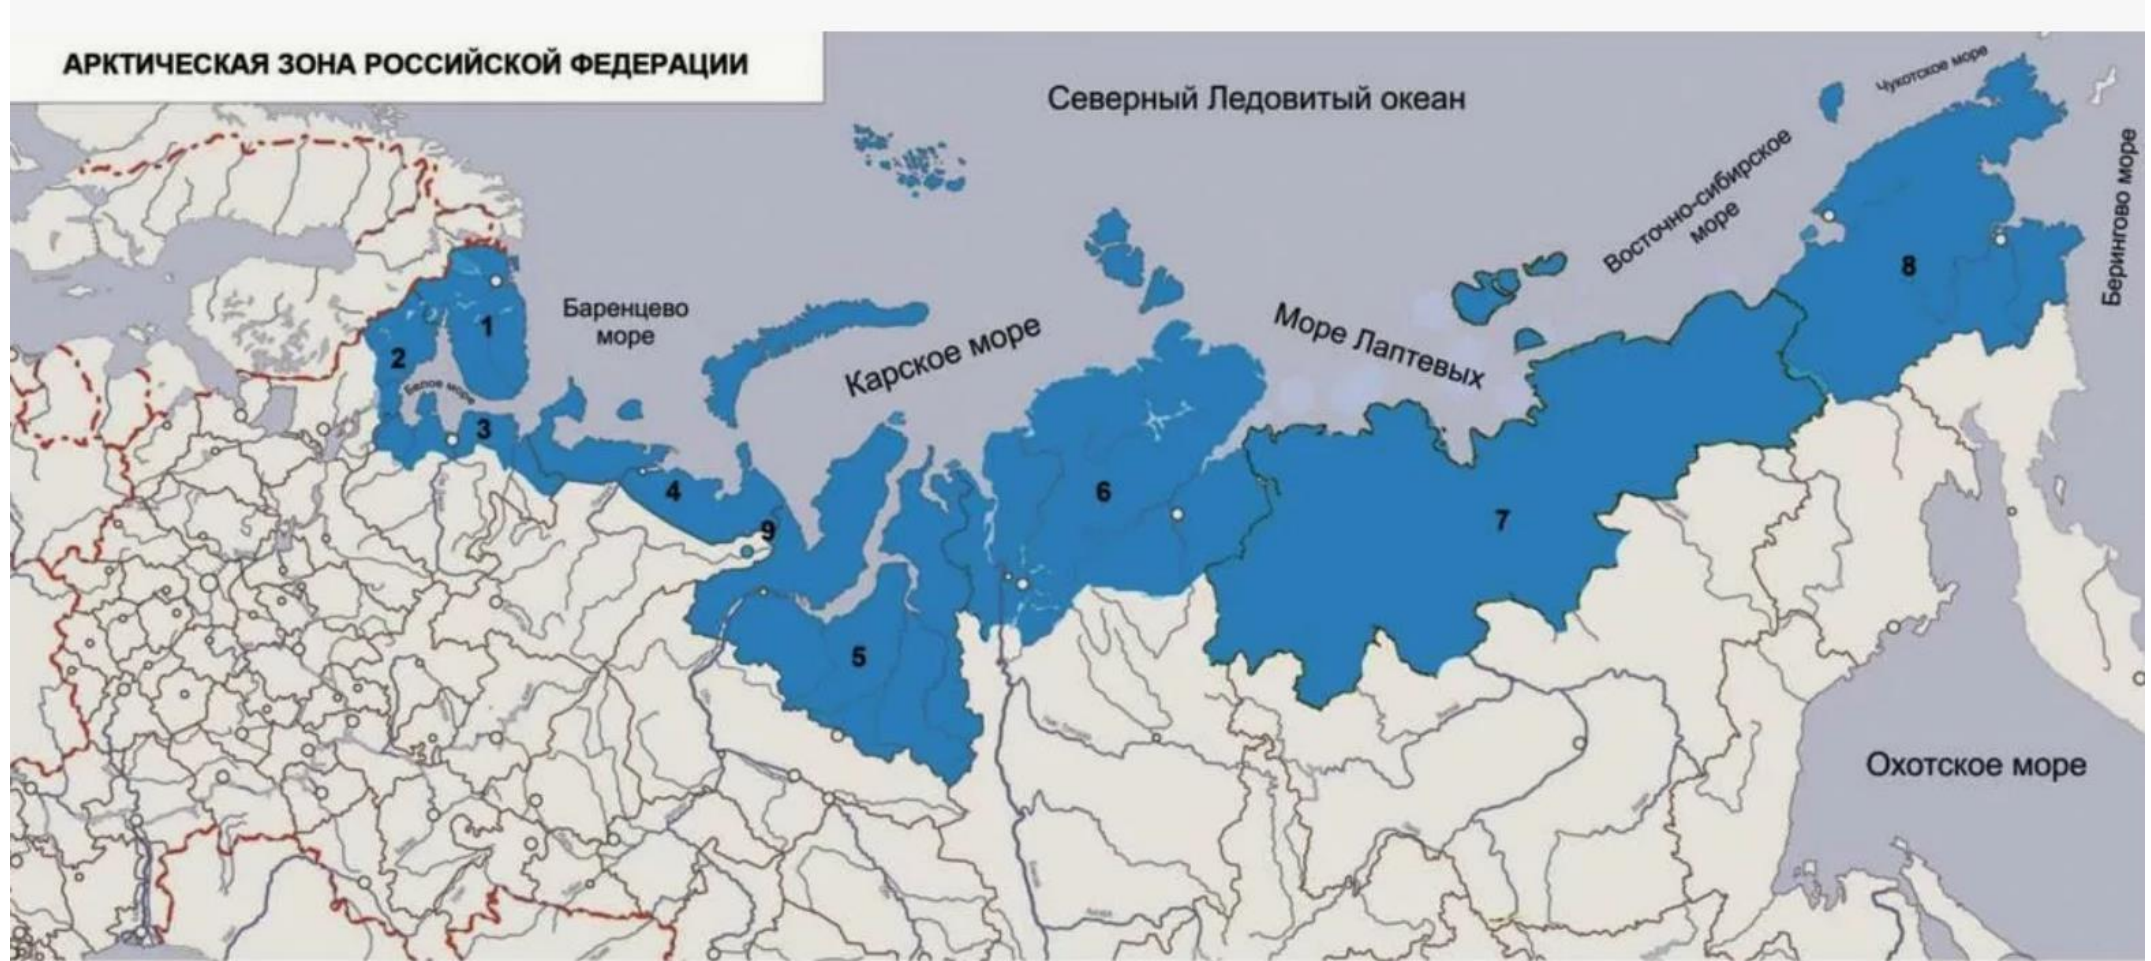 АРКТИЧЕСКАЯ ЗОНА РОССИЙСКОЙ ФЕДЕРАЦИИ
Северный Ледовитый океан
Чукотское море
Берингово море
Восточно-сибирское
море
Баренцево
море
Карское море
Море Лаптевых
Белое море
Охотское море
1
2
3
4
9
5
6
7
8